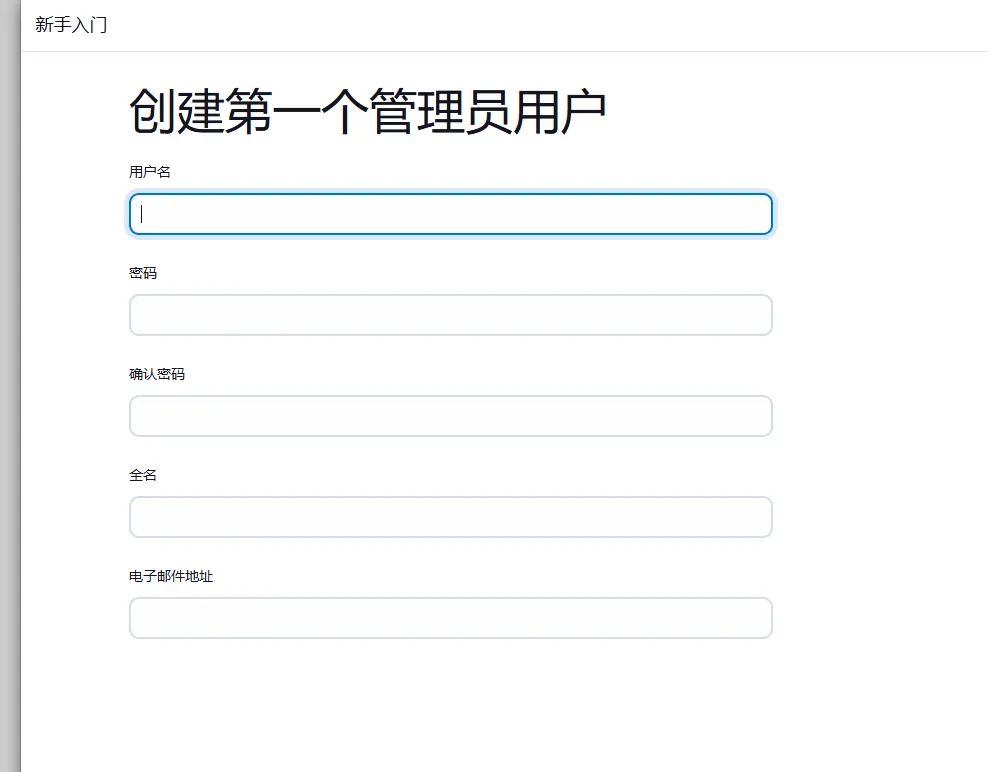 新手入门
创建第一个管理员用户
用户名
密码
确认密码
全名
电子邮件地址